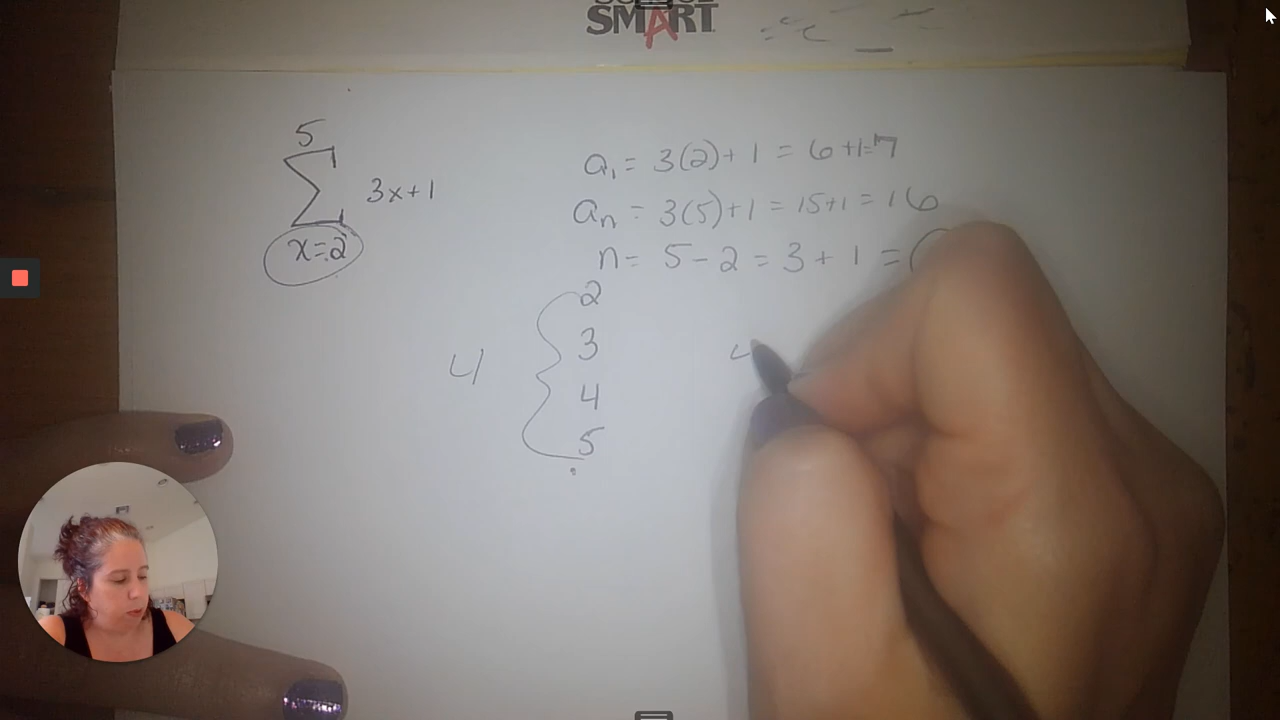 SMART
5
Σ 3x+1
x=2
a₁ = 3(2)+1 = 6+1=7
aₙ = 3(5)+1 = 15+1 = 16
n = 5-2 = 3+1 =
2
3
4
5
4